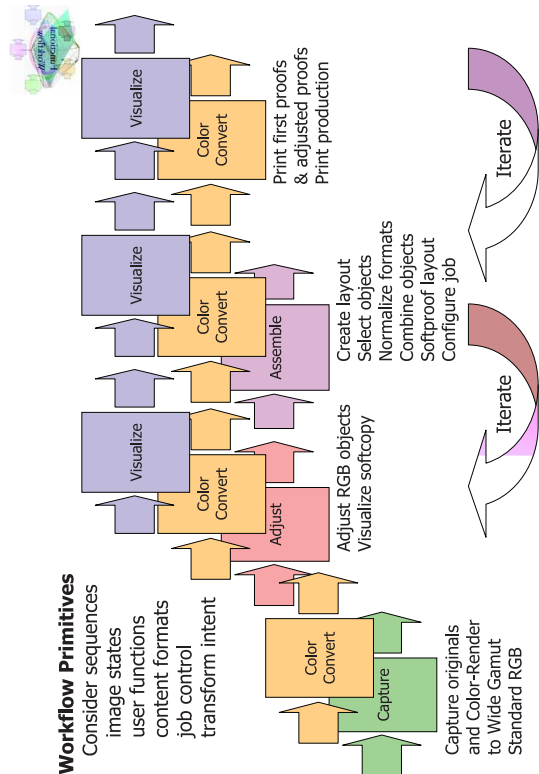 Workflow Primitives
Consider sequences
image states
user functions
content formats
job control
transform intent
Capture
Color
Convert
Capture originals
and Color-Render
to Wide Gamut
Standard RGB
Adjust
Color
Convert
Visualize
Adjust RGB objects
Visualize softcopy
Assemble
Color
Convert
Visualize
Create layout
Select objects
Normalize formats
Combine objects
Softproof layout
Configure job
Color
Convert
Visualize
Print first proofs
& adjusted proofs
Print production
Iterate
Iterate